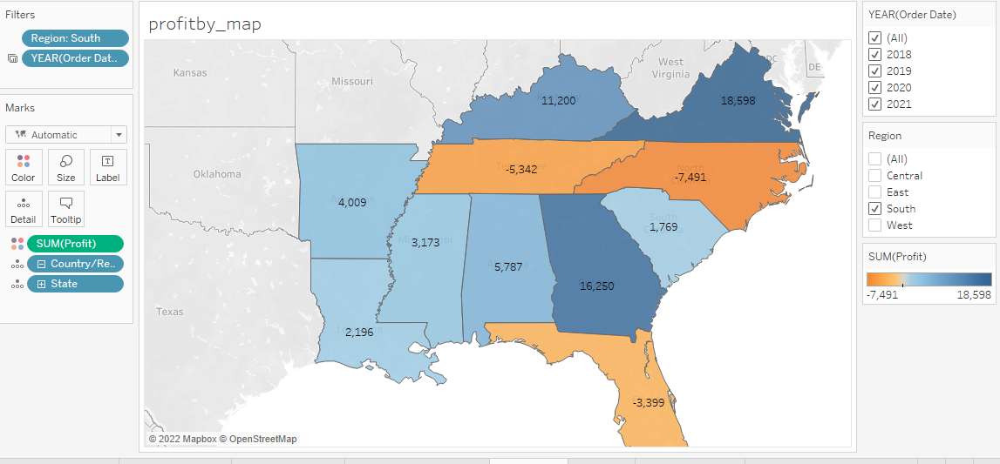 Filters
Region: South
YEAR(Order Dat..
Marks
Automatic
Color
Size
Label
Detail
Tooltip
SUM(Profit)
Country/Re..
State
profitby_map
Kansas
Missouri
West
Virginia
DC
DE
Oklahoma
Texas
11,200
18,598
-5,342
North
-7,491
4,009
3,173
5,787
16,250
South
1,769
2,196
-3,399
© 2022 Mapbox © OpenStreetMap
YEAR(Order Date)
(All)
2018
2019
2020
2021
Region
(All)
Central
East
South
West
SUM(Profit)
-7,491 18,598